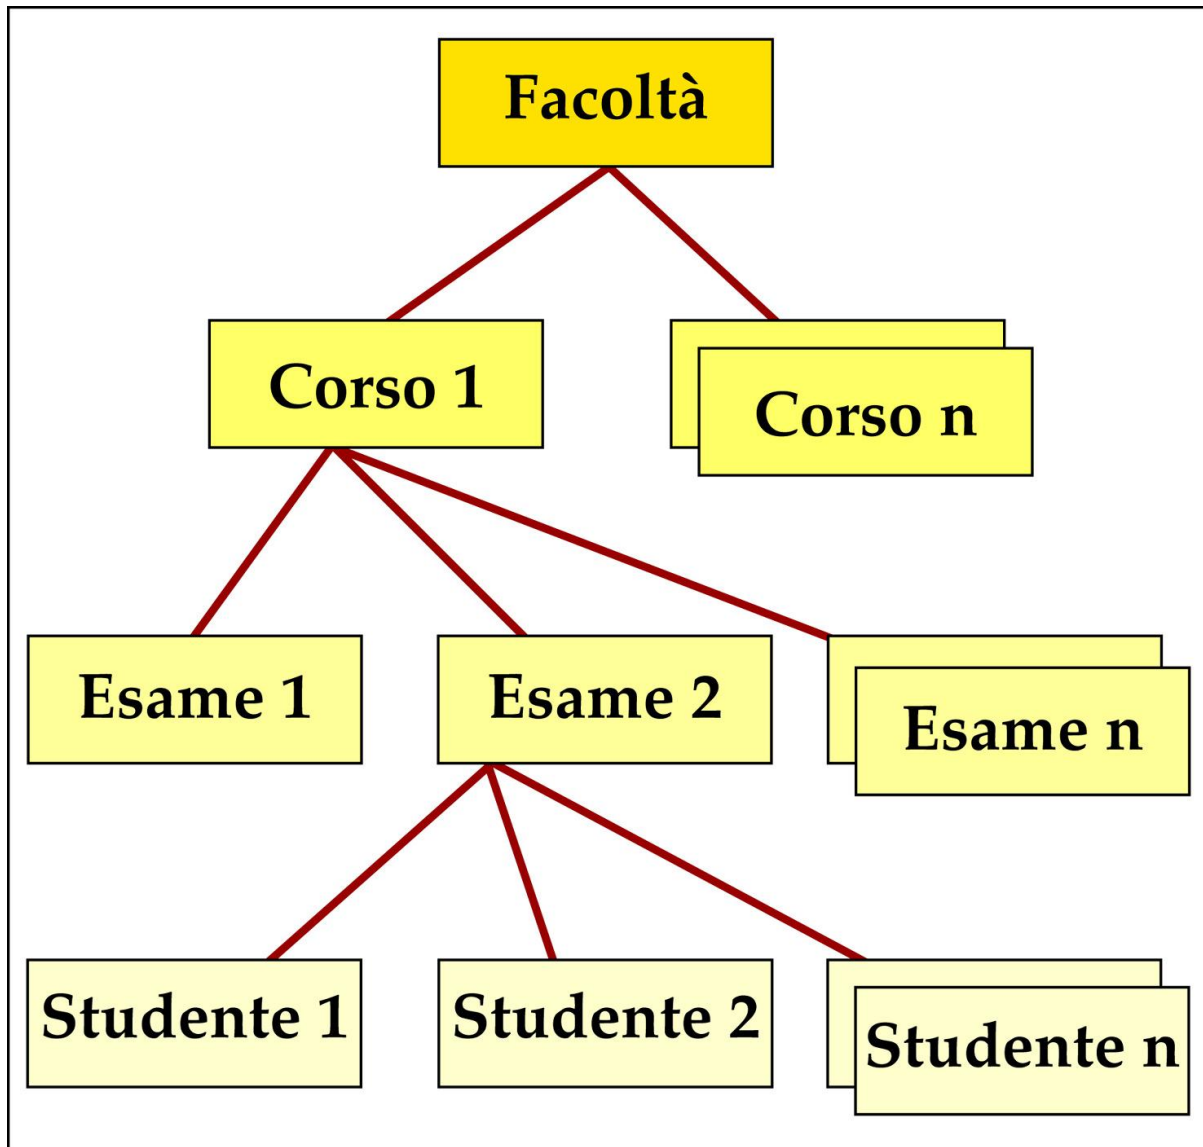 Facoltà
Corso 1
Corso n
Esame 1
Esame 2
Esame n
Studente 1
Studente 2
Studente n